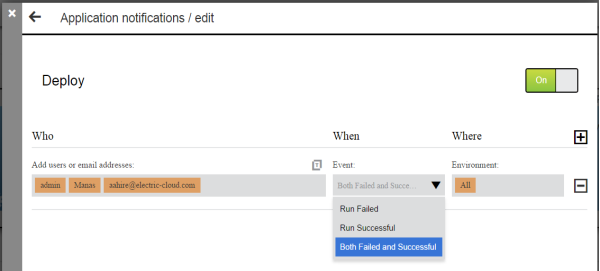 × Application notifications / edit
Deploy On
Who When Where
Add users or email addresses: Event: Environment:
admin Manas aahire@electric-cloud.com Both Failed and Succe... All
Run Failed
Run Successful
Both Failed and Successful